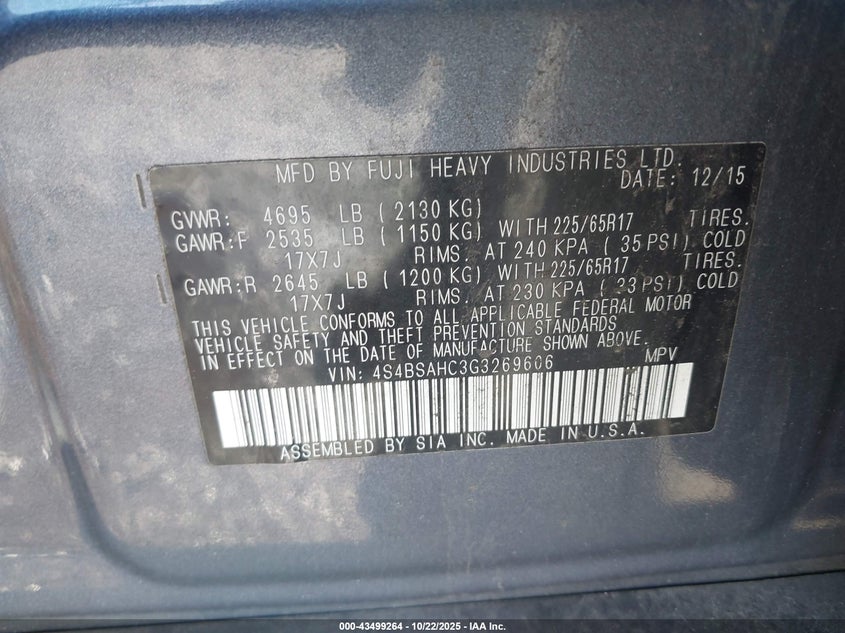 MFD BY FUJI HEAVY INDUSTRIES LTD.
DATE: 12/15
GVWR: 4695 LB ( 2130 KG)
GAWR:F 2535 LB ( 1150 KG) WITH 225/65R17 TIRES.
17X7J RIMS. AT 240 KPA ( 35 PSI) COLD
GAWR:R 2645 LB ( 1200 KG) WITH 225/65R17 TIRES.
17X7J RIMS. AT 230 KPA ( 33 PSI) COLD
THIS VEHICLE CONFORMS TO ALL APPLICABLE FEDERAL MOTOR
VEHICLE SAFETY AND THEFT PREVENTION STANDARDS
IN EFFECT ON THE DATE OF MANUFACTURE SHOWN ABOVE.
VIN: 4S4BSAHC3G3269606 MPV
ASSEMBLED BY SIA INC. MADE IN U.S.A.
000-43499264 - 10/22/2025 - IAA Inc.